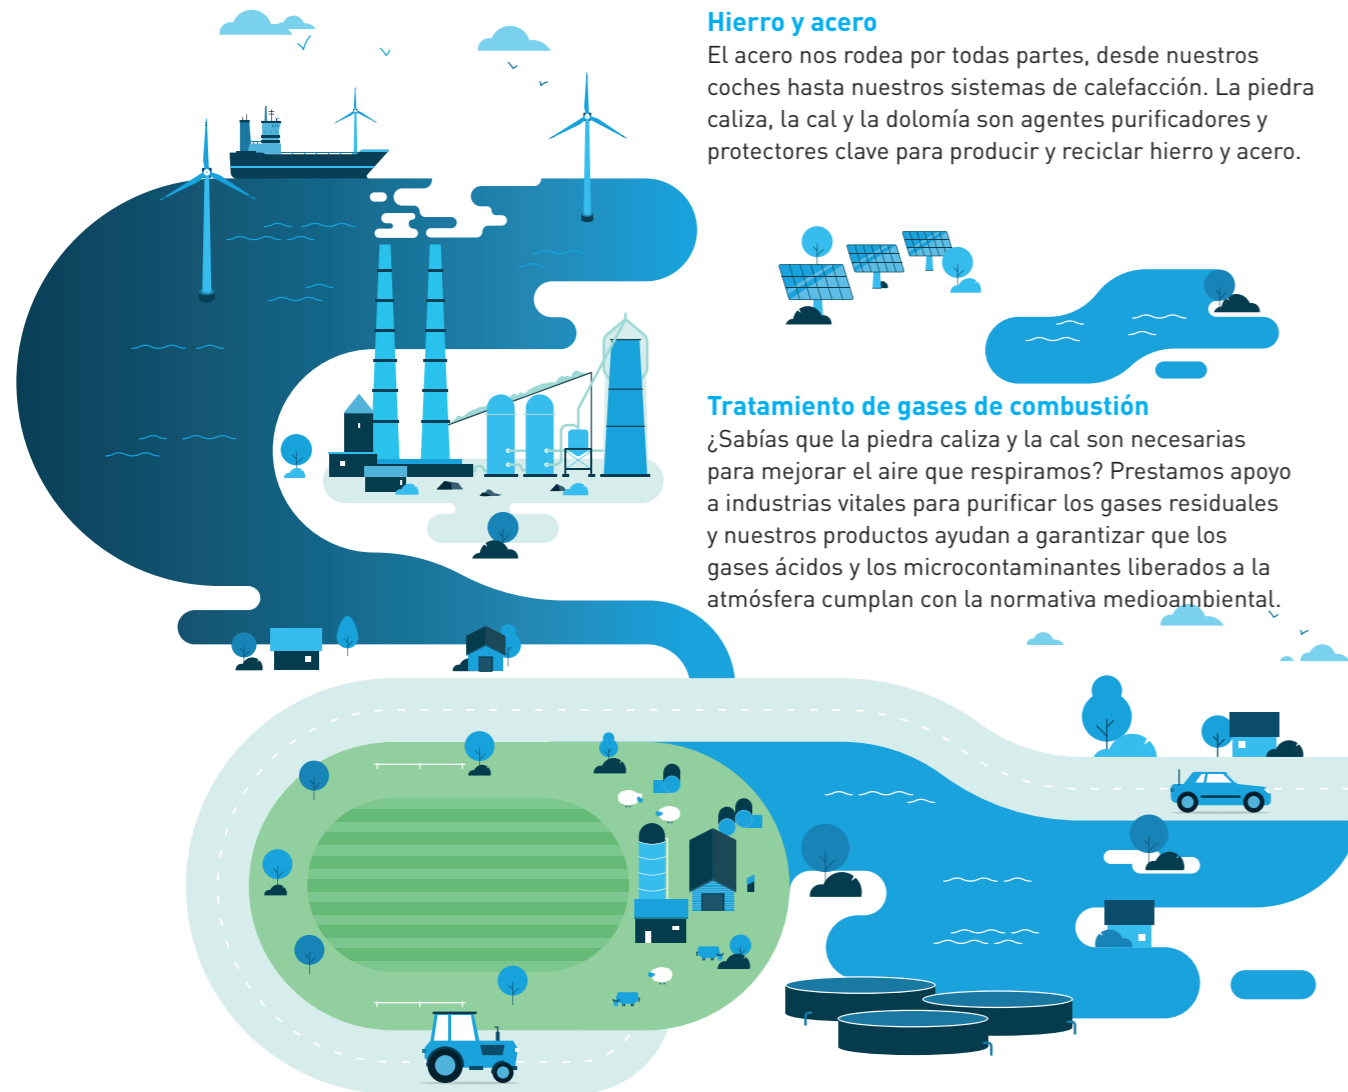 Hierro y acero
El acero nos rodea por todas partes, desde nuestros
coches hasta nuestros sistemas de calefacción. La piedra
caliza, la cal y la dolomía son agentes purificadores y
protectores clave para producir y reciclar hierro y acero.
Tratamiento de gases de combustión
¿Sabías que la piedra caliza y la cal son necesarias
para mejorar el aire que respiramos? Prestamos apoyo
a industrias vitales para purificar los gases residuales
y nuestros productos ayudan a garantizar que los
gases ácidos y los microcontaminantes liberados a la
atmósfera cumplan con la normativa medioambiental.